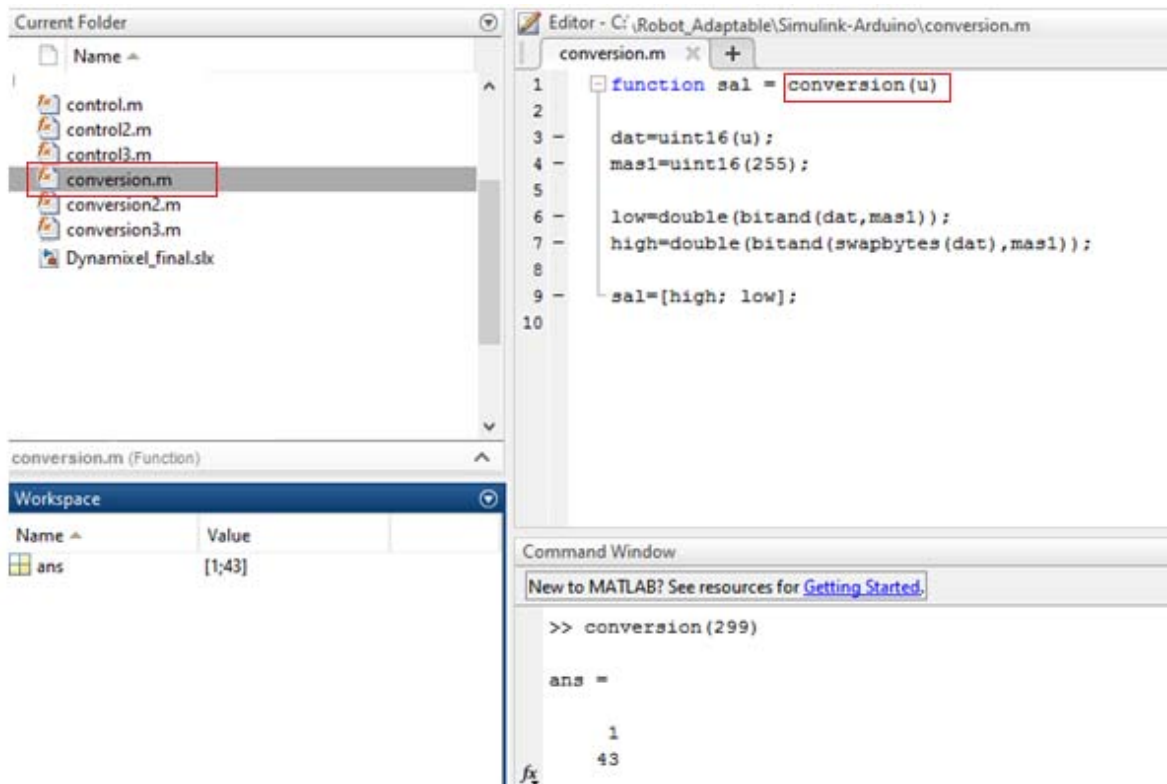 Current Folder
Name
control.m
control2.m
control3.m
conversion.m
conversion2.m
conversion3.m
Dynamixel_final.slx
conversion.m (Function)
Workspace
Name Value
ans [1;43]
Editor - C:\Robot_Adaptable\Simulink-Arduino\conversion.m
conversion.m
1 function sal = conversion(u)
2
3 – dat=uint16(u);
4 – mas1=uint16(255);
5
6 – low=double(bitand(dat,mas1));
7 – high=double(bitand(swapbytes(dat),mas1));
8
9 – sal=[high; low];
10
Command Window
New to MATLAB? See resources for Getting Started.
>> conversion(299)
ans =
1
43
fx